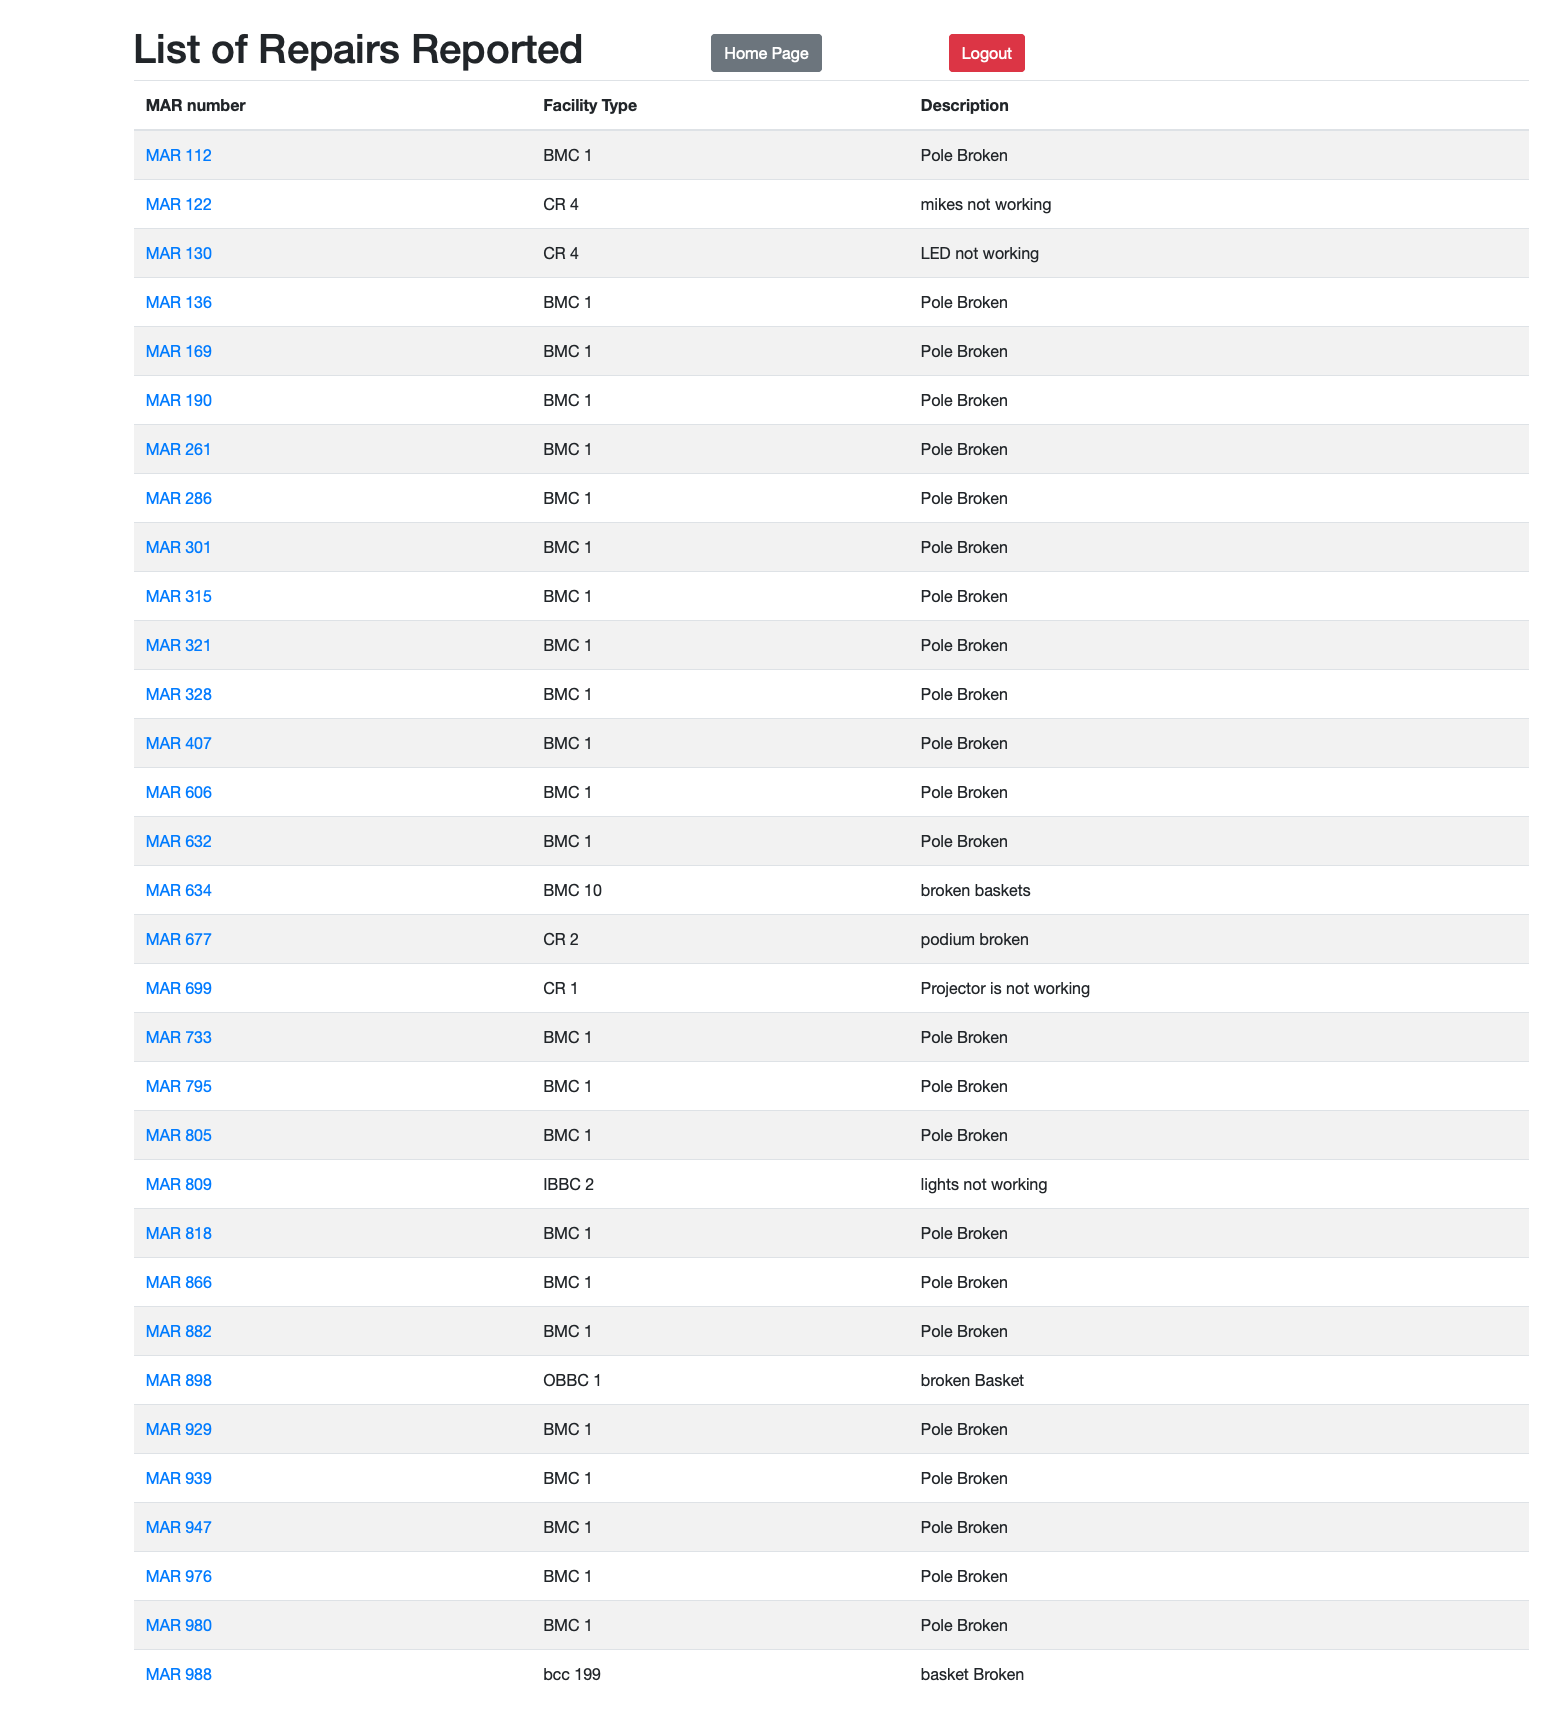 List of Repairs Reported Home Page Logout
MAR number Facility Type Description
MAR 112 BMC 1 Pole Broken
MAR 122 CR 4 mikes not working
MAR 130 CR 4 LED not working
MAR 136 BMC 1 Pole Broken
MAR 169 BMC 1 Pole Broken
MAR 190 BMC 1 Pole Broken
MAR 261 BMC 1 Pole Broken
MAR 286 BMC 1 Pole Broken
MAR 301 BMC 1 Pole Broken
MAR 315 BMC 1 Pole Broken
MAR 321 BMC 1 Pole Broken
MAR 328 BMC 1 Pole Broken
MAR 407 BMC 1 Pole Broken
MAR 606 BMC 1 Pole Broken
MAR 632 BMC 1 Pole Broken
MAR 634 BMC 10 broken baskets
MAR 677 CR 2 podium broken
MAR 699 CR 1 Projector is not working
MAR 733 BMC 1 Pole Broken
MAR 795 BMC 1 Pole Broken
MAR 805 BMC 1 Pole Broken
MAR 809 IBBC 2 lights not working
MAR 818 BMC 1 Pole Broken
MAR 866 BMC 1 Pole Broken
MAR 882 BMC 1 Pole Broken
MAR 898 OBBC 1 broken Basket
MAR 929 BMC 1 Pole Broken
MAR 939 BMC 1 Pole Broken
MAR 947 BMC 1 Pole Broken
MAR 976 BMC 1 Pole Broken
MAR 980 BMC 1 Pole Broken
MAR 988 bcc 199 basket Broken